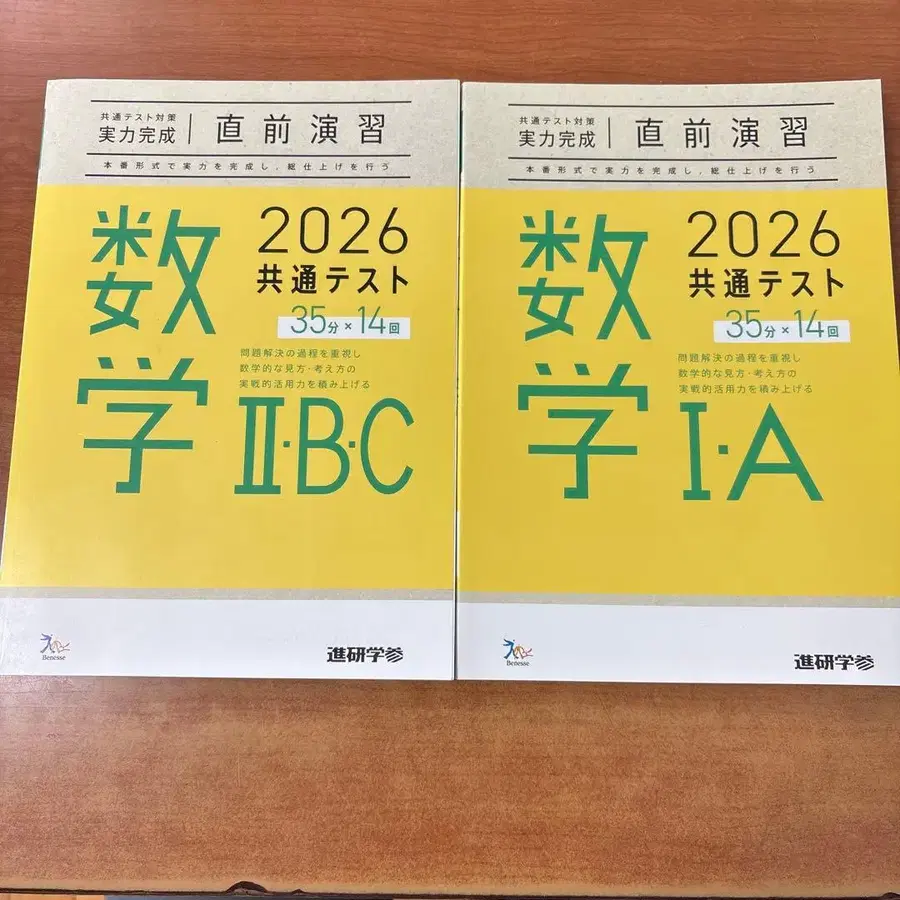 共通テスト対策
実力完成
直前演習
本番形式で実力を完成し,総仕上げを行う
数学
2026
共通テスト
35分×14回
問題解決の過程を重視し
数学的な見方・考え方の
実戦的活用力を積み上げる
Ⅱ・B・C
Benesse
進研学参
共通テスト対策
実力完成
直前演習
本番形式で実力を完成し,総仕上げを行う
数学
2026
共通テスト
35分×14回
問題解決の過程を重視し
数学的な見方・考え方の
実戦的活用力を積み上げる
Ⅰ・A
Benesse
進研学参